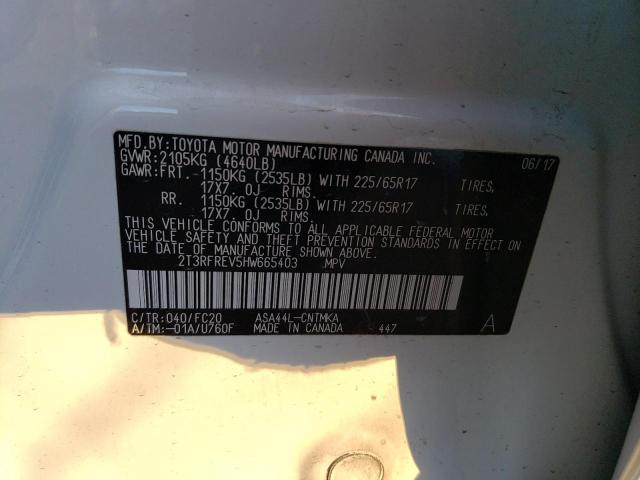 MFD.BY:TOYOTA MOTOR MANUFACTURING CANADA INC. 06/17
GVWR:2105KG (4640LB)
GAWR:FRT. 1150KG (2535LB) WITH 225/65R17 TIRES.
17X7.0J RIMS.
RR. 1150KG (2535LB) WITH 225/65R17 TIRES.
17X7.0J RIMS.
THIS VEHICLE CONFORMS TO ALL APPLICABLE FEDERAL MOTOR
VEHICLE SAFETY AND THEFT PREVENTION STANDARDS IN EFFECT
ON THE DATE OF MANUFACTURE SHOWN ABOVE.
2T3RFREV5HW665403 MPV
C/TR:040/FC20 ASA44L-CNTMKA
A/TM:-01A/U760F MADE IN CANADA 447 A